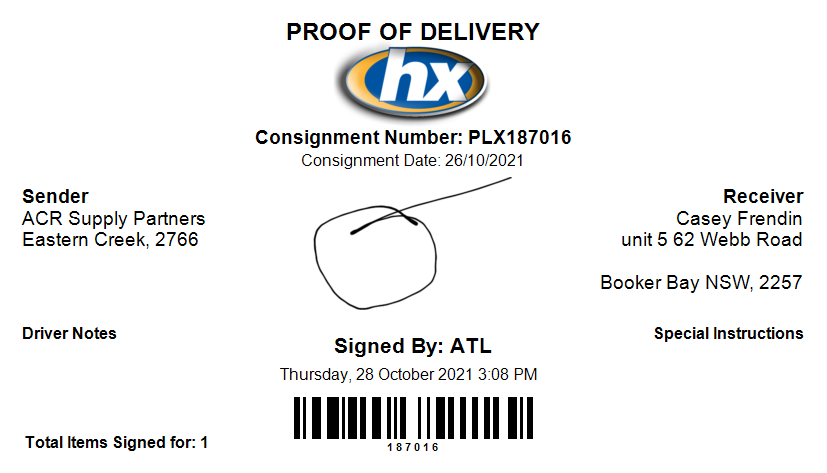 PROOF OF DELIVERY
hx
Consignment Number: PLX187016
Consignment Date: 26/10/2021
Sender
ACR Supply Partners
Eastern Creek, 2766
Receiver
Casey Frendin
unit 5 62 Webb Road
Booker Bay NSW, 2257
Driver Notes
Special Instructions
Signed By: ATL
Thursday, 28 October 2021 3:08 PM
187016
Total Items Signed for: 1